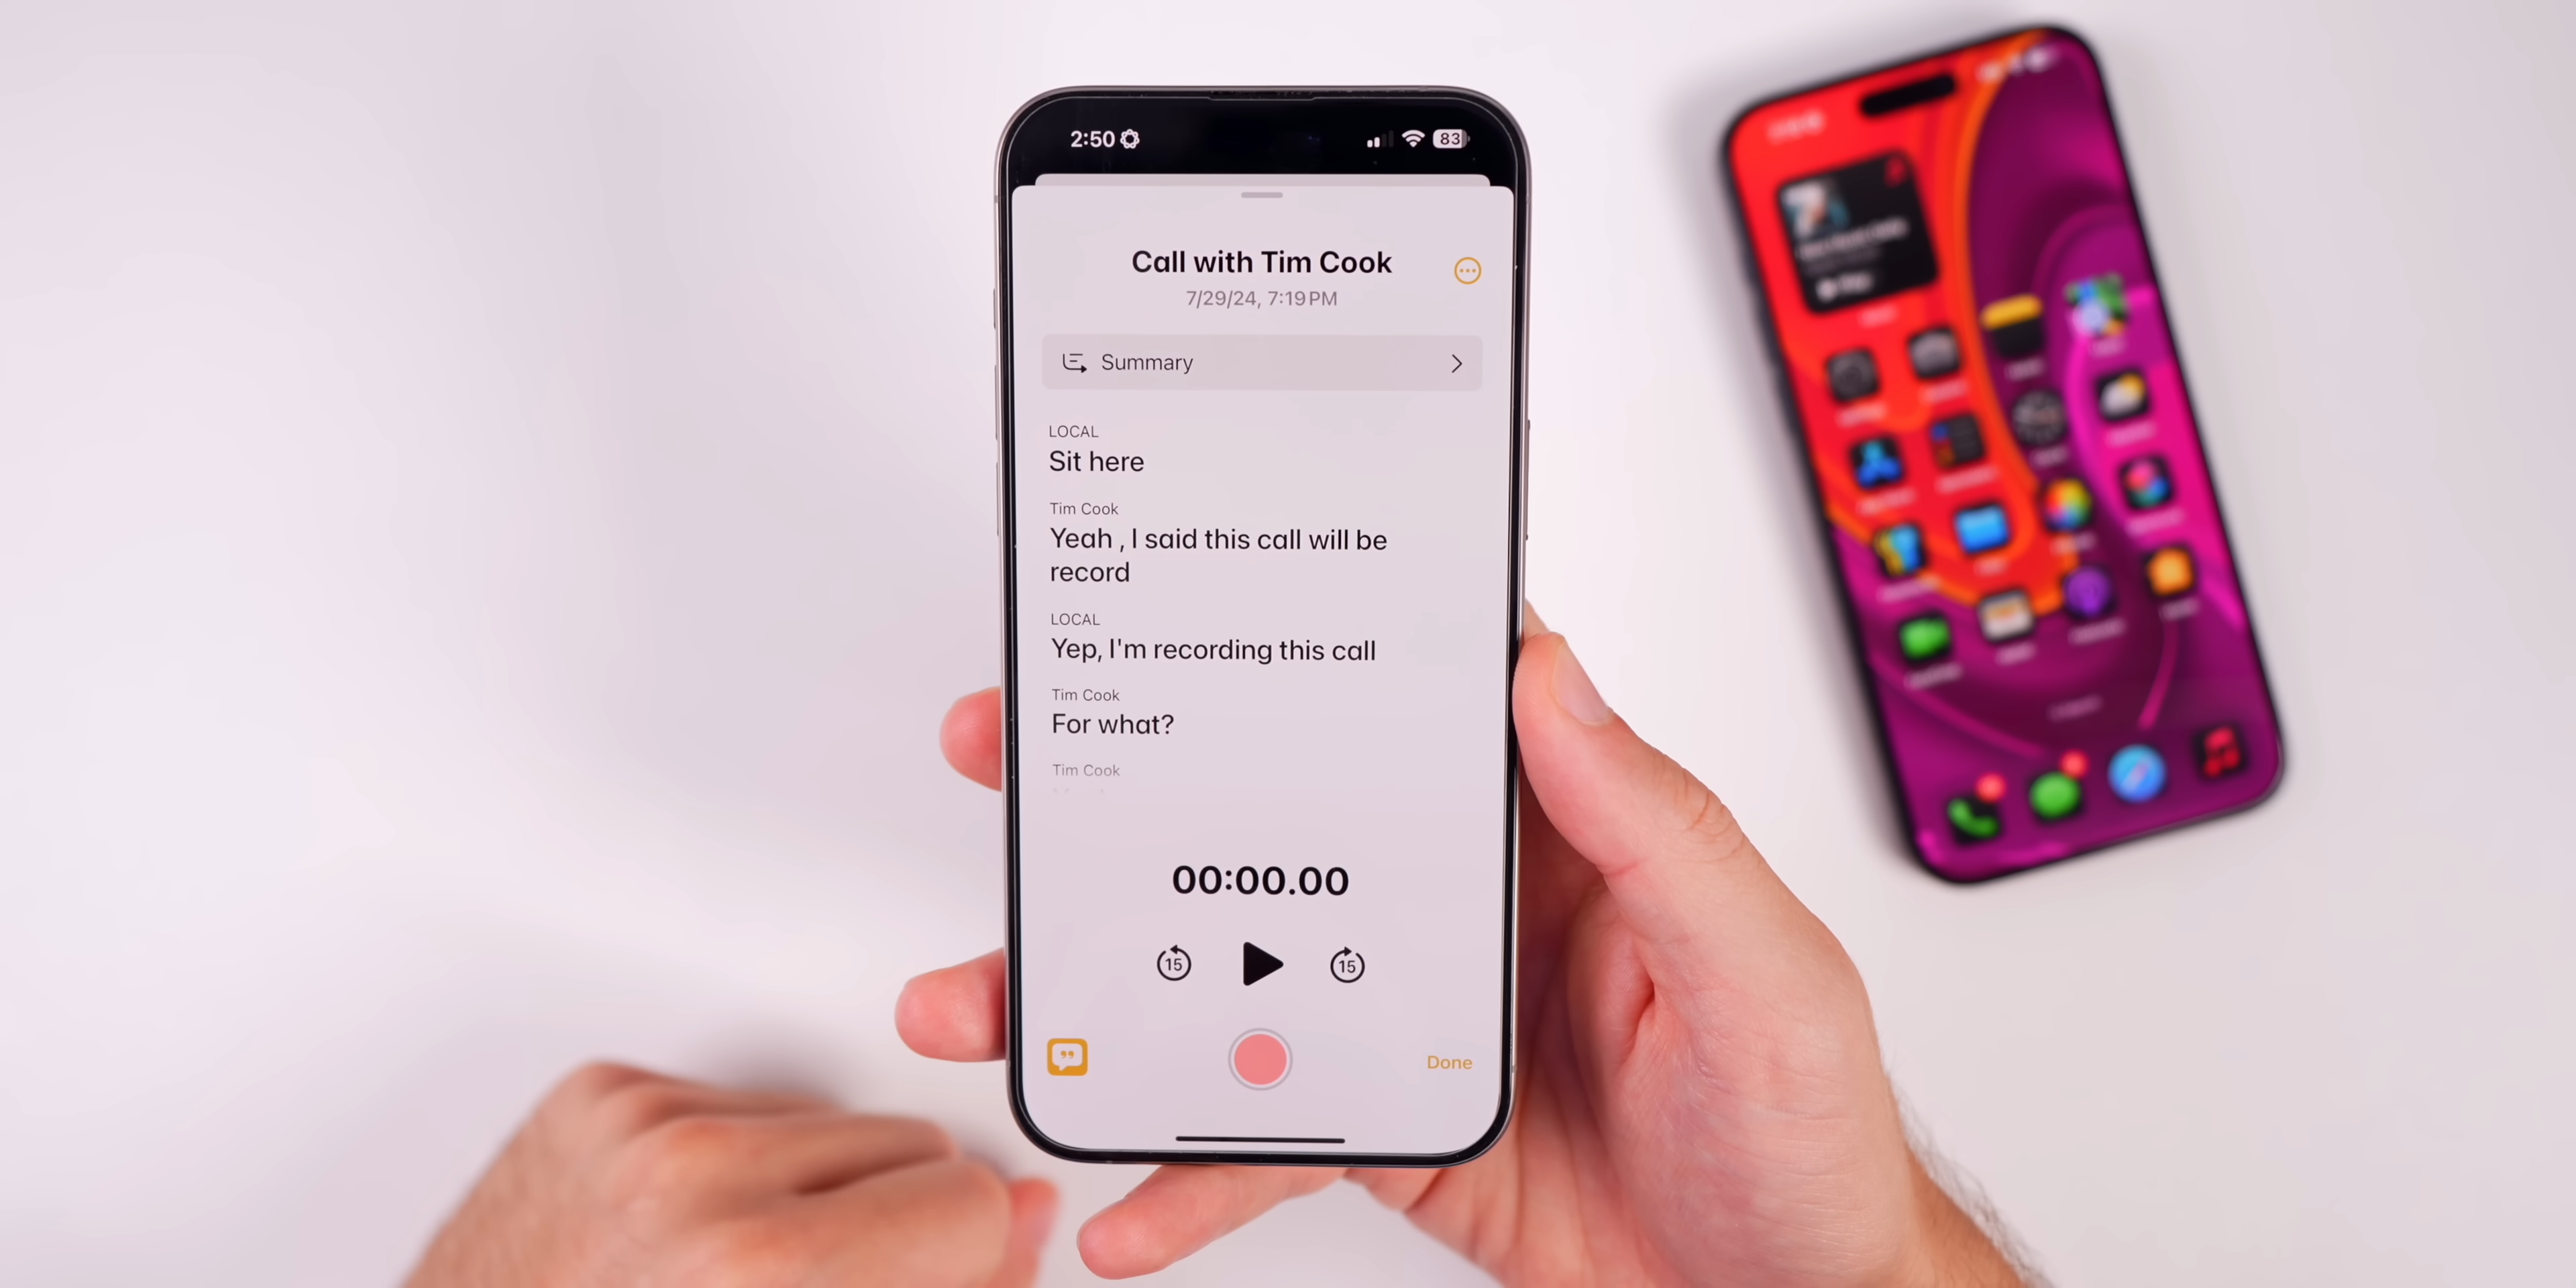 2:50
83
Call with Tim Cook
7/29/24, 7:19 PM
Summary
LOCAL
Sit here
Tim Cook
Yeah , I said this call will be
record
LOCAL
Yep, I'm recording this call
Tim Cook
For what?
Tim Cook
00:00.00
15
15
Done